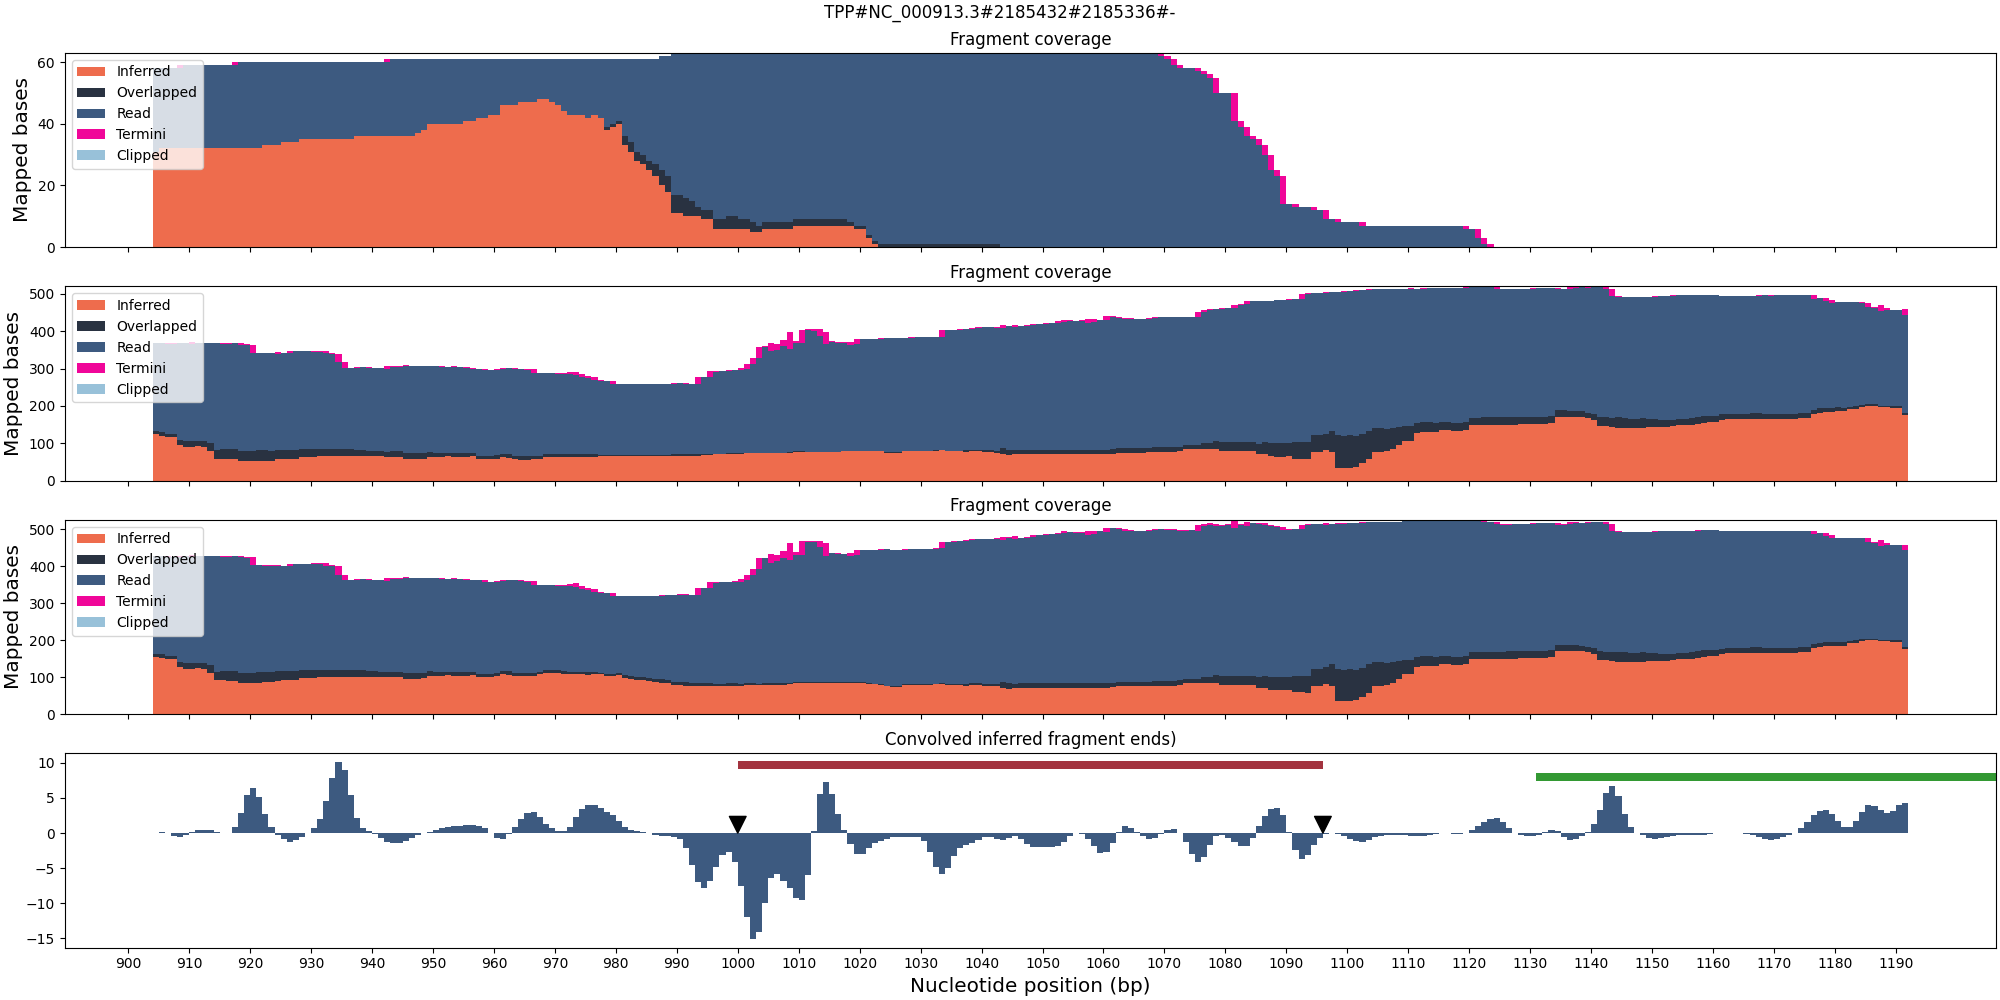 TPP#NC_000913.3#2185432#2185336#-
Fragment coverage
Mapped bases
60
40
20
0
Inferred
Overlapped
Read
Termini
Clipped
Fragment coverage
Mapped bases
500
400
300
200
100
0
Inferred
Overlapped
Read
Termini
Clipped
Fragment coverage
Mapped bases
500
400
300
200
100
0
Inferred
Overlapped
Read
Termini
Clipped
Convolved inferred fragment ends)
10
5
0
−5
−10
−15
900 910 920 930 940 950 960 970 980 990 1000 1010 1020 1030 1040 1050 1060 1070 1080 1090 1100 1110 1120 1130 1140 1150 1160 1170 1180 1190
Nucleotide position (bp)